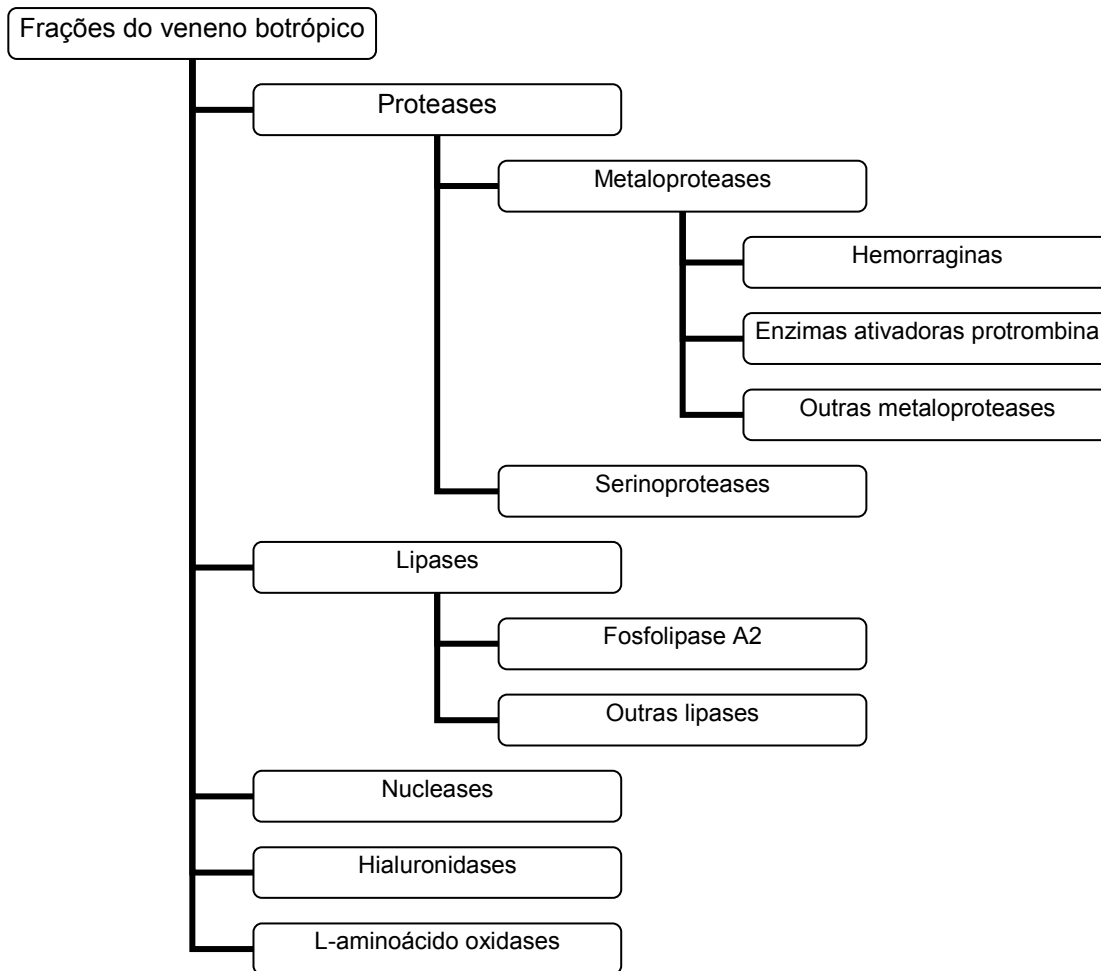 Frações do veneno botrópico
Proteases
Metaloproteases
Hemorraginas
Enzimas ativadoras protrombina
Outras metaloproteases
Serinoproteases
Lipases
Fosfolipase A2
Outras lipases
Nucleases
Hialuronidases
L-aminoácido oxidases